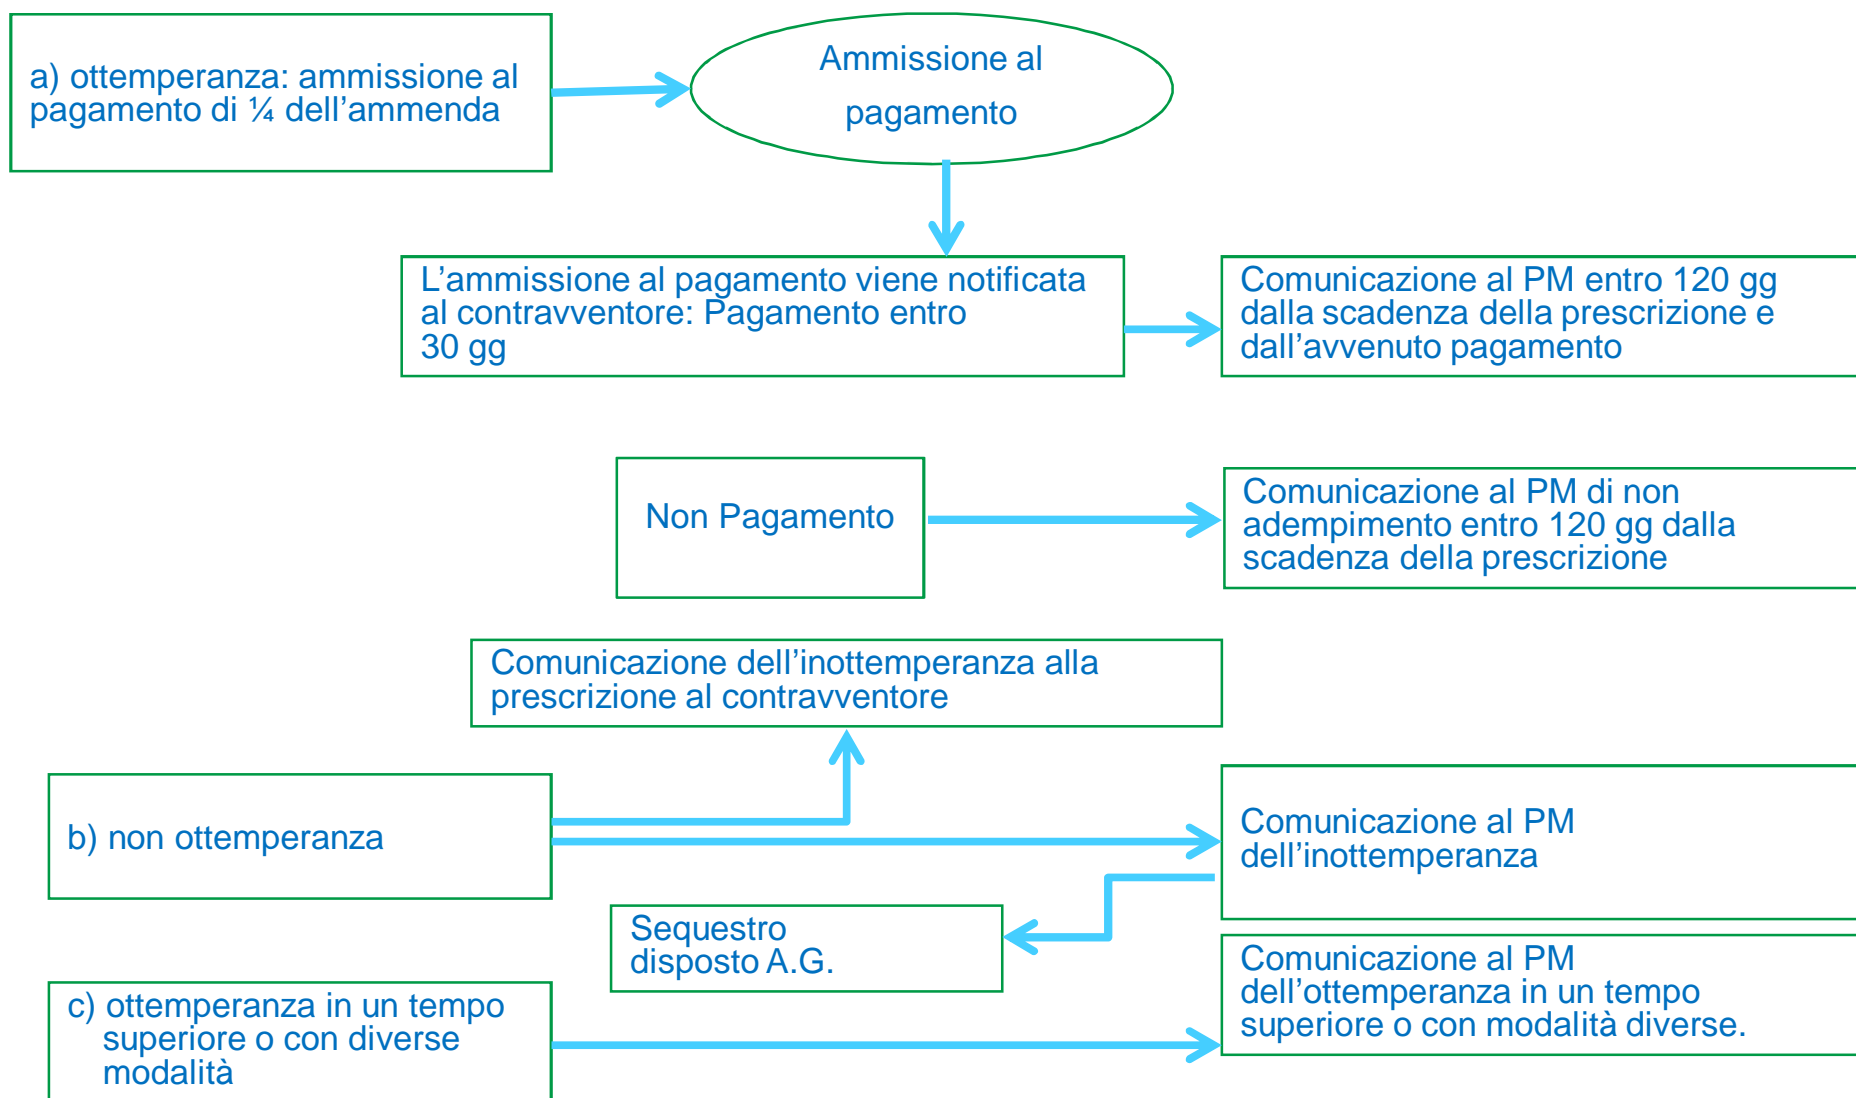 a) ottemperanza: ammissione al
pagamento di ¼ dell’ammenda
Ammissione al
pagamento
L’ammissione al pagamento viene notificata
al contravventore: Pagamento entro
30 gg
Comunicazione al PM entro 120 gg
dalla scadenza della prescrizione e
dall’avvenuto pagamento
Non Pagamento
Comunicazione al PM di non
adempimento entro 120 gg dalla
scadenza della prescrizione
Comunicazione dell’inottemperanza alla
prescrizione al contravventore
b) non ottemperanza
Comunicazione al PM
dell’inottemperanza
Sequestro
disposto A.G.
c) ottemperanza in un tempo
superiore o con diverse
modalità
Comunicazione al PM
dell’ottemperanza in un tempo
superiore o con modalità diverse.